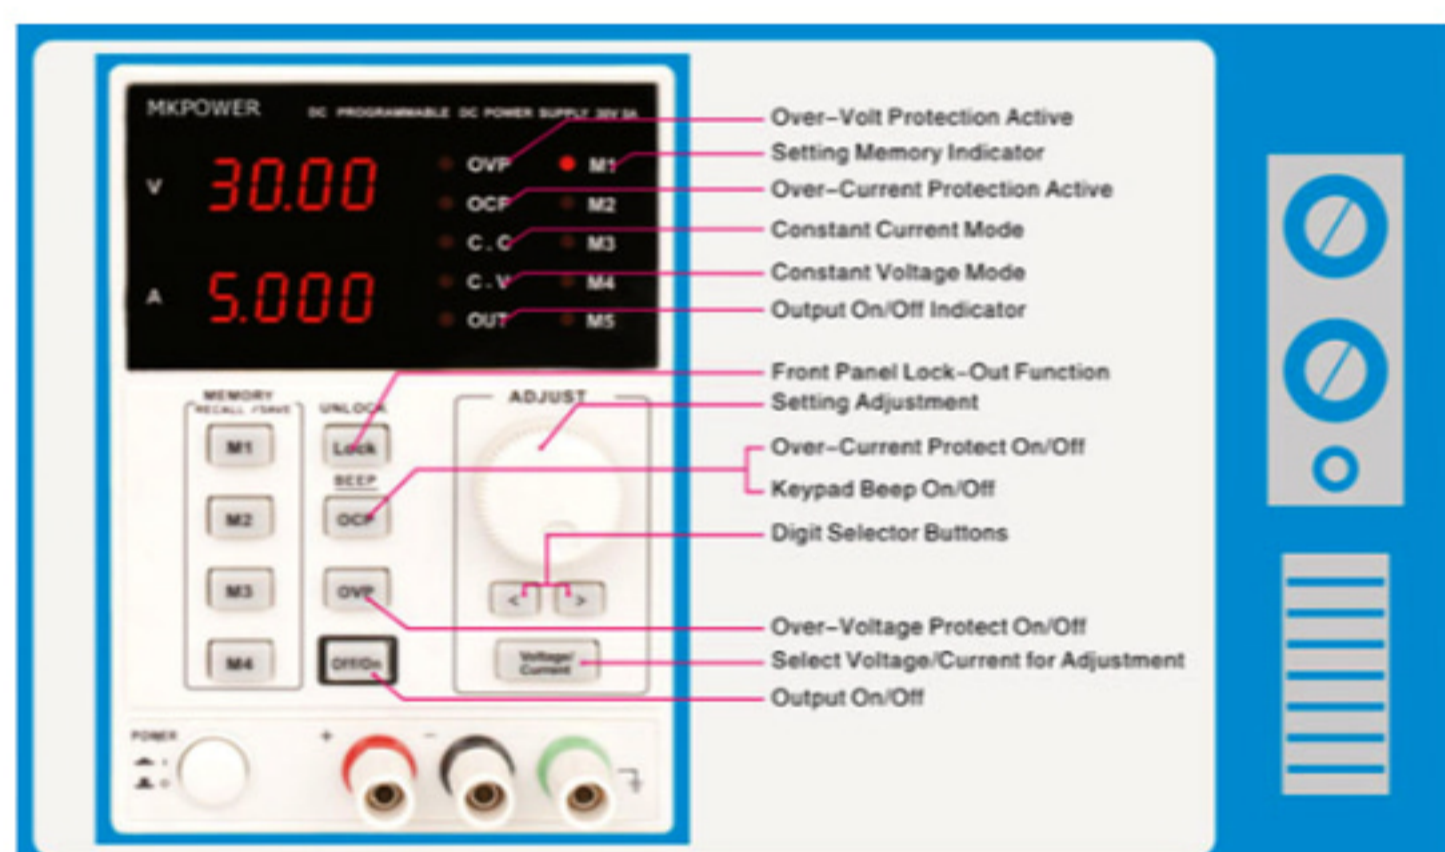 MKPOWER DC PROGRAMMABLE DC POWER SUPPLY 30V 5A
V 30.00
A 5.000
OVP M1
OCP M2
C.C M3
C.V M4
OUT M5
Over-Volt Protection Active
Setting Memory Indicator
Over-Current Protection Active
Constant Current Mode
Constant Voltage Mode
Output On/Off Indicator
Front Panel Lock-Out Function
Setting Adjustment
Over-Current Protect On/Off
Keypad Beep On/Off
Digit Selector Buttons
Over-Voltage Protect On/Off
Select Voltage/Current for Adjustment
Output On/Off
MEMORY
RECALL /SAVE
M1
M2
M3
M4
UNLOCK
Lock
BEEP
OCP
OVP
Off/On
ADJUST
< >
Voltage/
Current
POWER
+ -